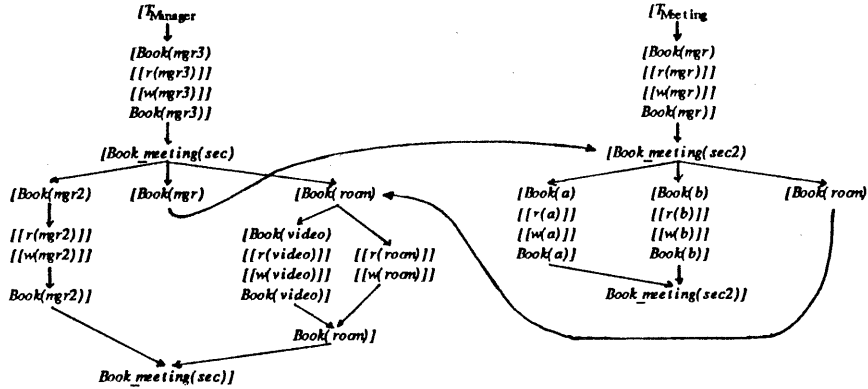 [T_Manager
[Book(mgr3)
[[r(mgr3)]]
[[w(mgr3)]]
Book(mgr3)]
[Book_meeting(sec)
[Book(mgr2)
[[r(mgr2)]]
[[w(mgr2)]]
Book(mgr2)]
[Book(mgr)
[Book(room)
[Book(video)
[[r(video)]]
[[w(video)]]
Book(video)]
[[r(room)]]
[[w(room)]]
Book(room)]
Book_meeting(sec)]
[T_Meeting
[Book(mgr)
[[r(mgr)]]
[[w(mgr)]]
Book(mgr)]
[Book_meeting(sec2)
[Book(a)
[[r(a)]]
[[w(a)]]
Book(a)]
[Book(b)
[[r(b)]]
[[w(b)]]
Book(b)]
[Book(room)
Book_meeting(sec2)]